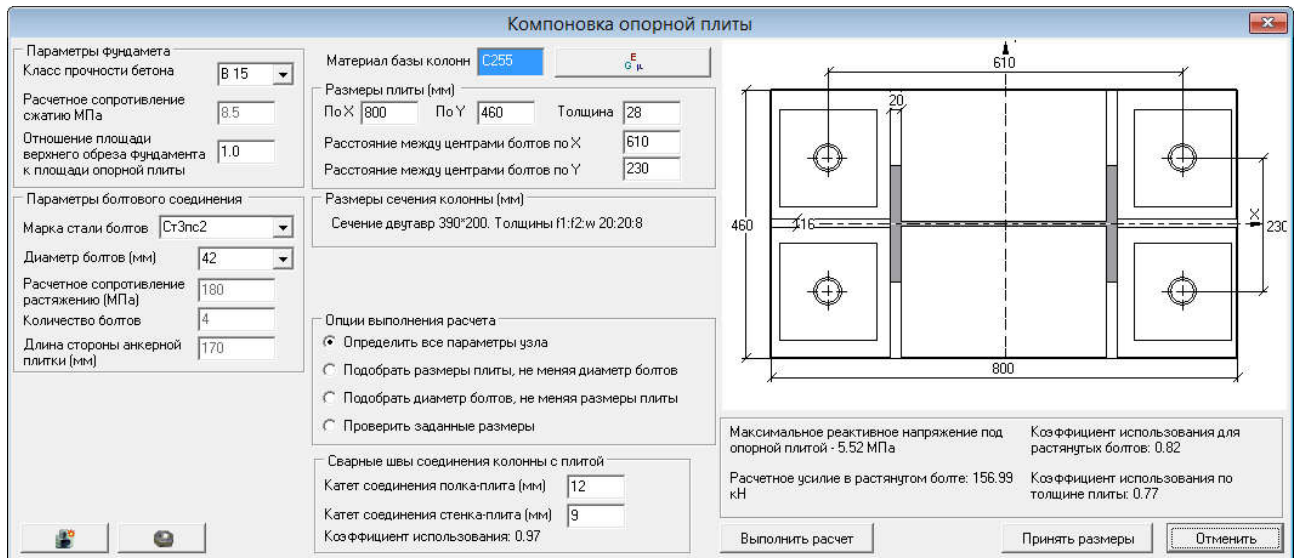 Компоновка опорной плиты
Параметры фундамета
Класс прочности бетона
B 15
Расчетное сопротивление
сжатию МПа
8.5
Отношение площади
верхнего обреза фундамента
к площади опорной плиты
1.0
Параметры болтового соединения
Марка стали болтов
Ст3пс2
Диаметр болтов (мм)
42
Расчетное сопротивление
растяжению (МПа)
180
Количество болтов
4
Длина стороны анкерной
плитки (мм)
170
Материал базы колонн
C255
E
G μ
Размеры плиты (мм)
По X 800 По Y 460 Толщина 28
Расстояние между центрами болтов по X 610
Расстояние между центрами болтов по Y 230
Размеры сечения колонны (мм)
Сечение двутавр 390*200. Толщины f1:f2:w 20:20:8
Опции выполнения расчета
Определить все параметры узла
Подобрать размеры плиты, не меняя диаметр болтов
Подобрать диаметр болтов, не меняя размеры плиты
Проверить заданные размеры
Сварные швы соединения колонны с плитой
Катет соединения полка-плита (мм) 12
Катет соединения стенка-плита (мм) 9
Коэффициент использования: 0.97
610
20
460
16
X
230
800
Максимальное реактивное напряжение под
опорной плитой - 5.52 МПа
Расчетное усилие в растянутом болте: 156.99
кН
Коэффициент использования для
растянутых болтов: 0.82
Коэффициент использования по
толщине плиты: 0.77
Выполнить расчет
Принять размеры
Отменить